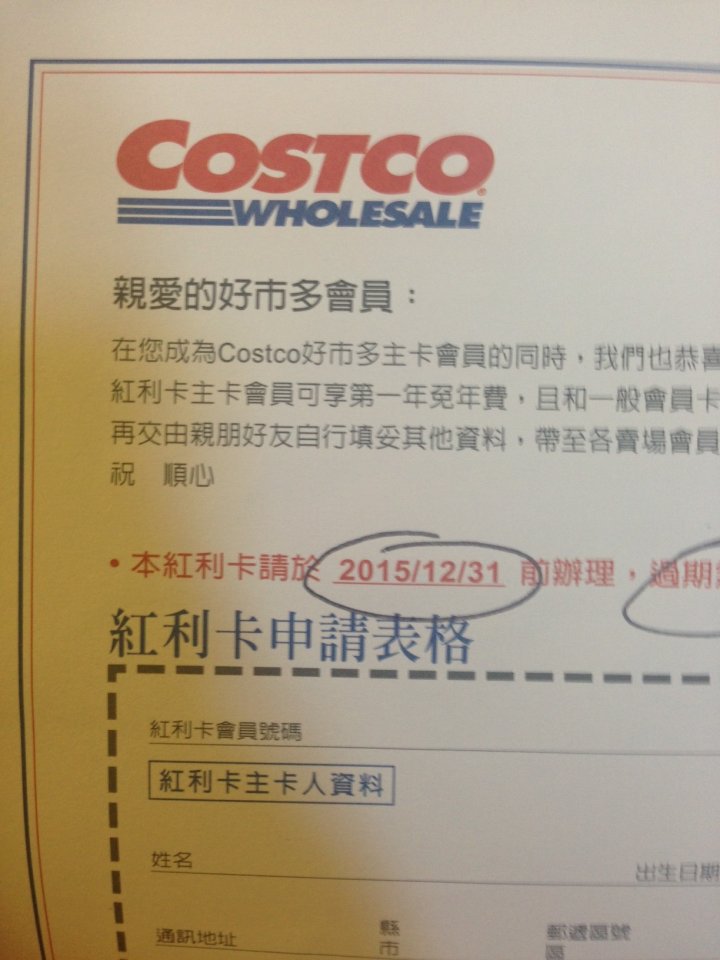 COSTCO
WHOLESALE
親愛的好市多會員：
在您成為Costco好市多主卡會員的同時，我們也恭喜
紅利卡主卡會員可享第一年免年費，且和一般會員卡
再交由親朋好友自行填妥其他資料，帶至各賣場會員
祝 順心
•本紅利卡請於 2015/12/31 前辦理，過期
紅利卡申請表格
紅利卡會員號碼
紅利卡主卡人資料
姓名 出生日期
通訊地址 縣 郵遞區號
市 區